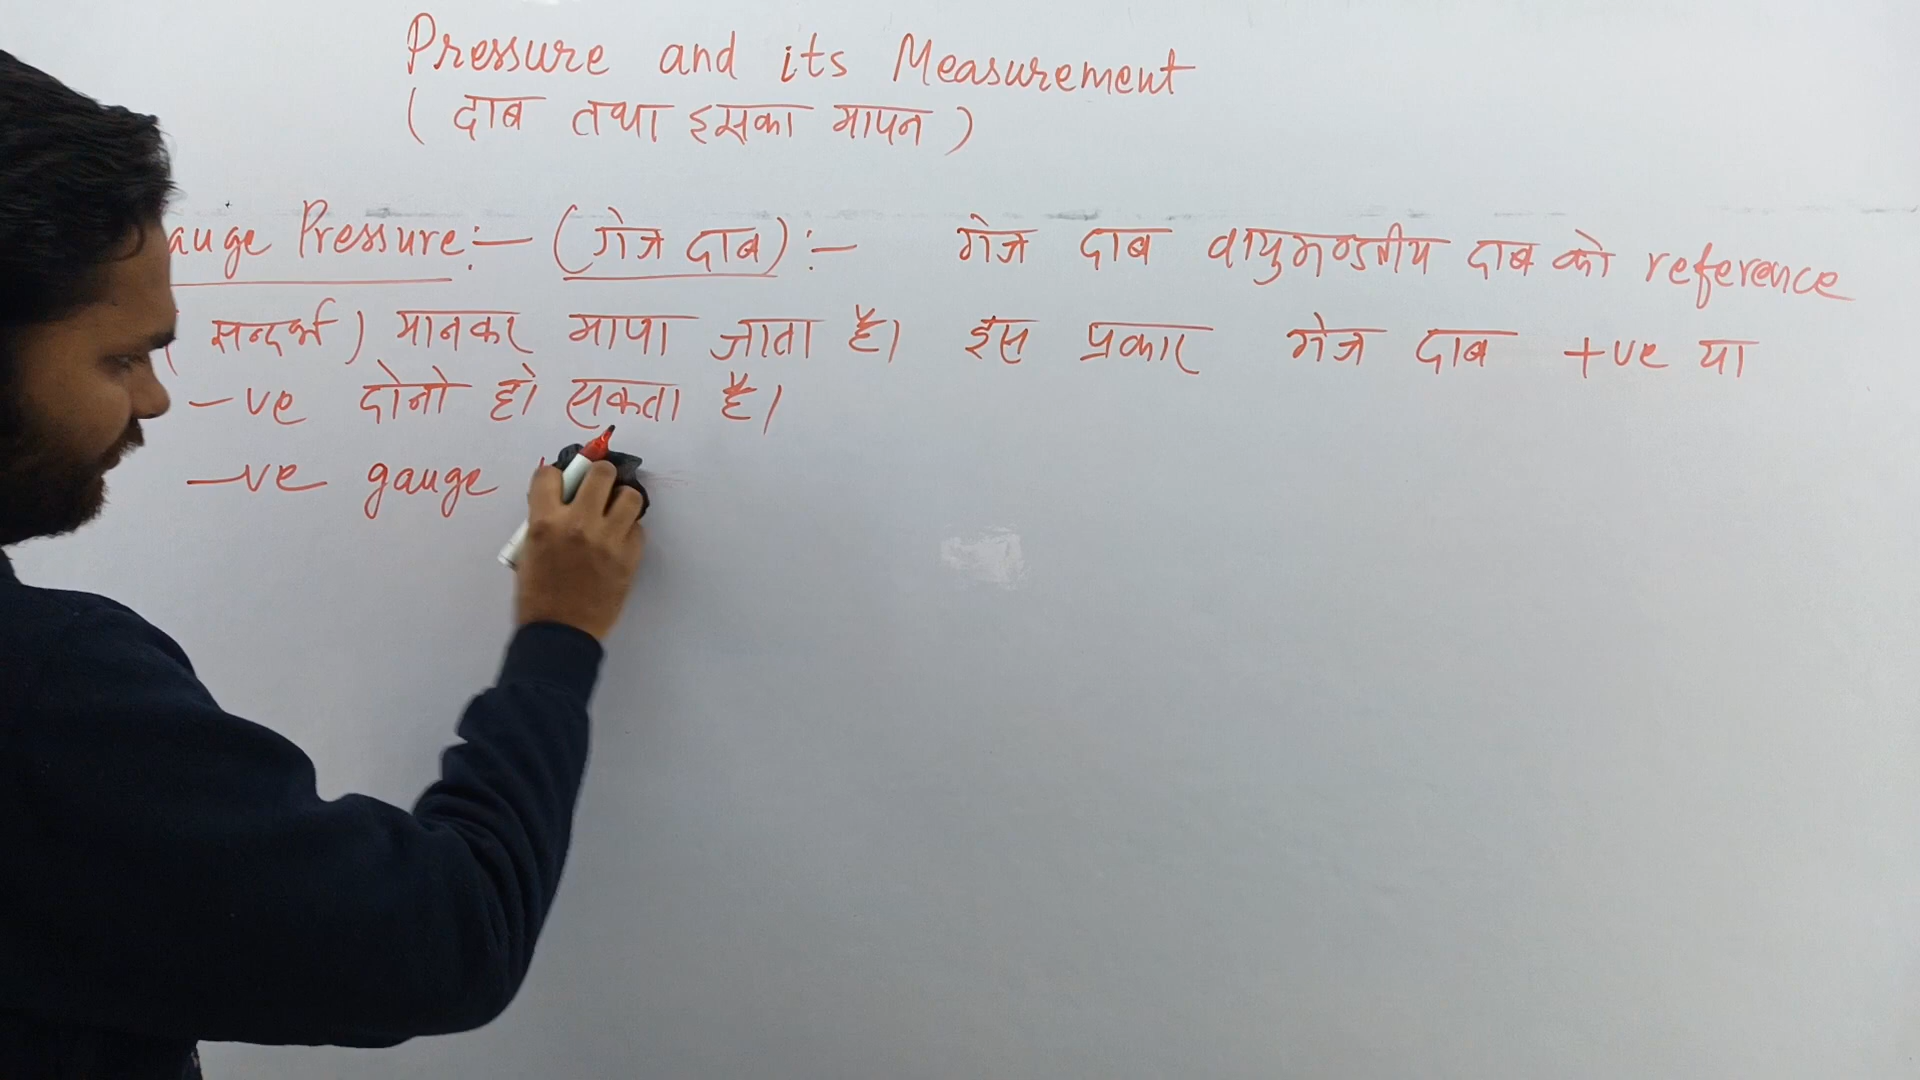 Pressure and its Measurement
( दाब तथा इसका मापन )
auge Pressure:— (गेज दाब):— गेज दाब वायुमण्डलीय दाब को reference
( सन्दर्भ ) मानकर मापा जाता है। इस प्रकार गेज दाब +ve या
-ve दोनो हो सकता है।
-ve gauge